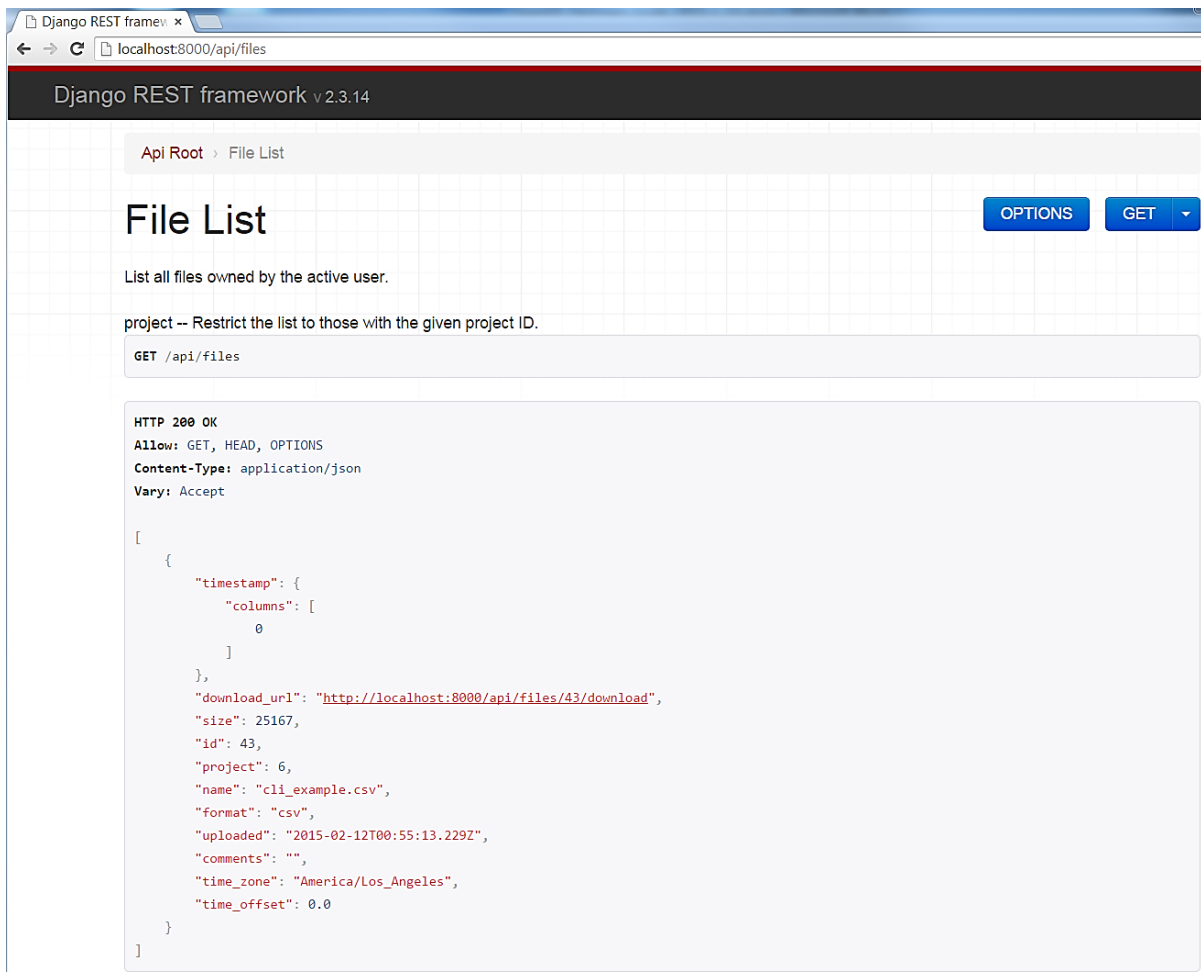 Django REST framew ×
localhost:8000/api/files
Django REST framework v 2.3.14
Api Root › File List
File List
OPTIONS
GET
List all files owned by the active user.
project -- Restrict the list to those with the given project ID.
GET /api/files
HTTP 200 OK
Allow: GET, HEAD, OPTIONS
Content-Type: application/json
Vary: Accept
[
    {
        "timestamp": {
            "columns": [
                0
            ]
        },
        "download_url": "http://localhost:8000/api/files/43/download",
        "size": 25167,
        "id": 43,
        "project": 6,
        "name": "cli_example.csv",
        "format": "csv",
        "uploaded": "2015-02-12T00:55:13.229Z",
        "comments": "",
        "time_zone": "America/Los_Angeles",
        "time_offset": 0.0
    }
]